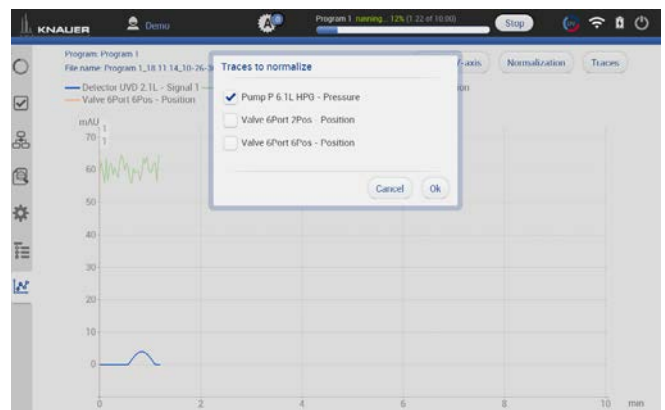 KNAUER
Demo
Program 1 running... 12% (1.22 of 10.00)
Stop
Program: Program 1
File name: Program 1_18.11.14_10-26-3
Y-axis
Normalization
Traces
Detector UVD 2.1L - Signal 1
Valve 6Port 6Pos - Position
Traces to normalize
Pump P 6.1L HPG - Pressure
Valve 6Port 2Pos - Position
Valve 6Port 6Pos - Position
Cancel
Ok
mAU
1
70
1
60
50
40
30
20
10
0
0
2
4
6
8
10
min